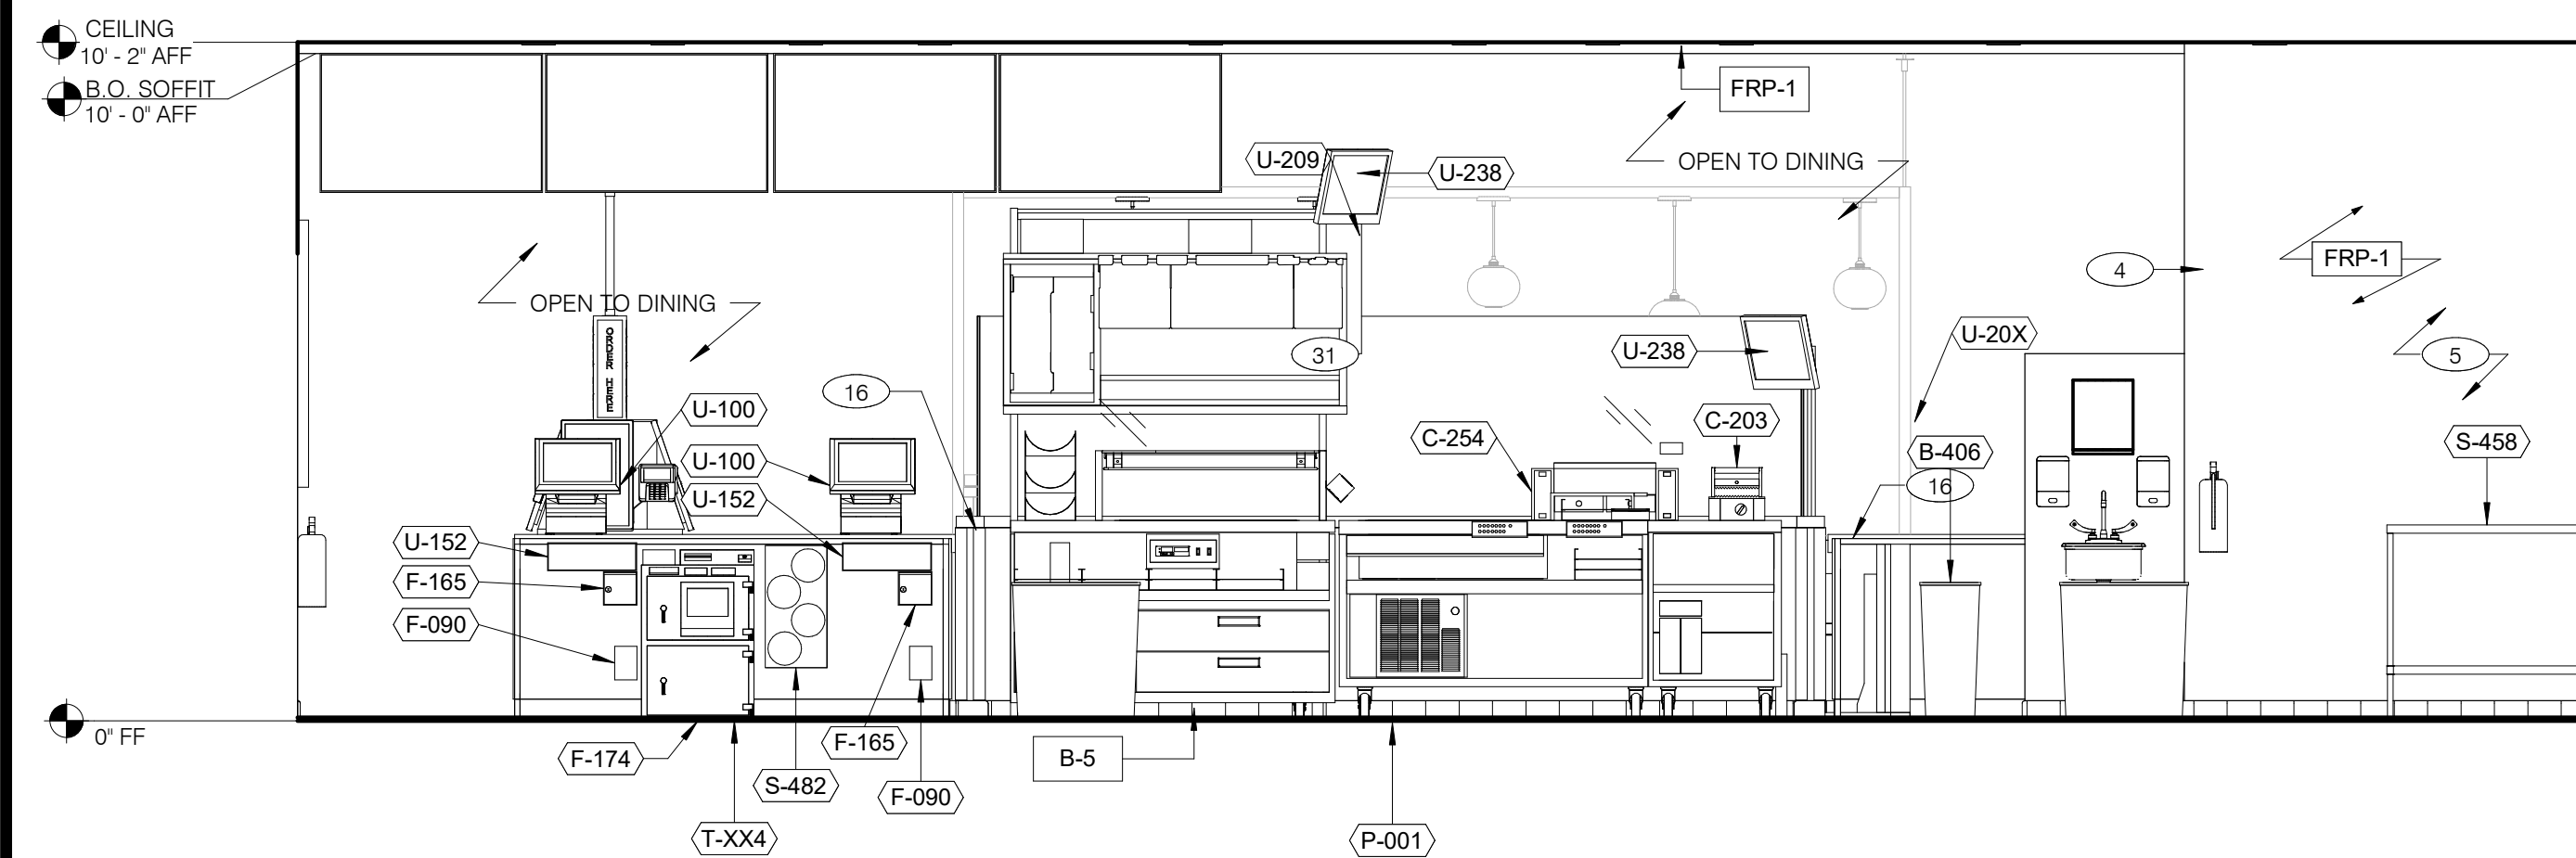 CEILING
10' - 2" AFF
B.O. SOFFIT
10' - 0" AFF
FRP-1
U-209
U-238
OPEN TO DINING
4
FRP-1
OPEN TO DINING
ORDER HERE
U-20X
31
U-238
5
16
U-100
C-203
C-254
S-458
U-100
B-406
U-152
16
U-152
F-165
F-090
0" FF
F-174
F-165
B-5
S-482
F-090
T-XX4
P-001